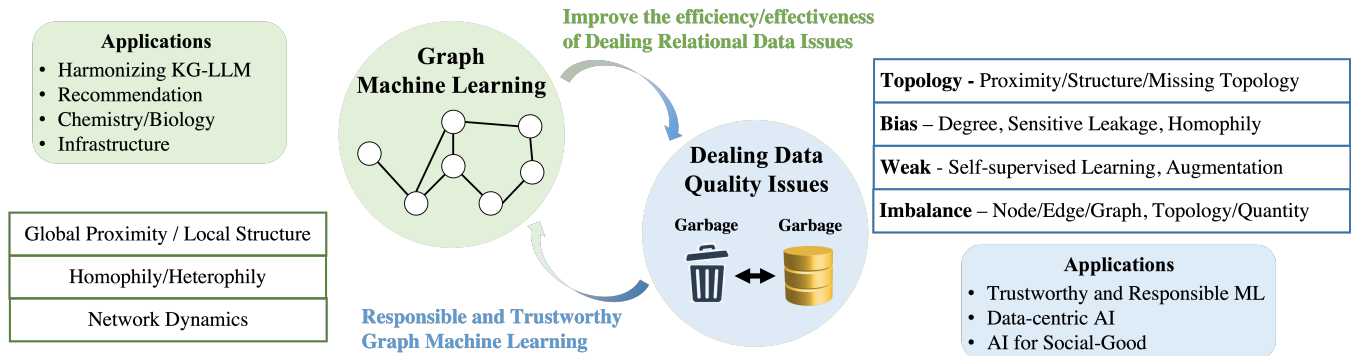 Applications
• Harmonizing KG-LLM
• Recommendation
• Chemistry/Biology
• Infrastructure
Global Proximity / Local Structure
Homophily/Heterophily
Network Dynamics
Graph
Machine Learning
Improve the efficiency/effectiveness
of Dealing Relational Data Issues
Responsible and Trustworthy
Graph Machine Learning
Dealing Data
Quality Issues
Garbage Garbage
Topology - Proximity/Structure/Missing Topology
Bias – Degree, Sensitive Leakage, Homophily
Weak - Self-supervised Learning, Augmentation
Imbalance – Node/Edge/Graph, Topology/Quantity
Applications
• Trustworthy and Responsible ML
• Data-centric AI
• AI for Social-Good